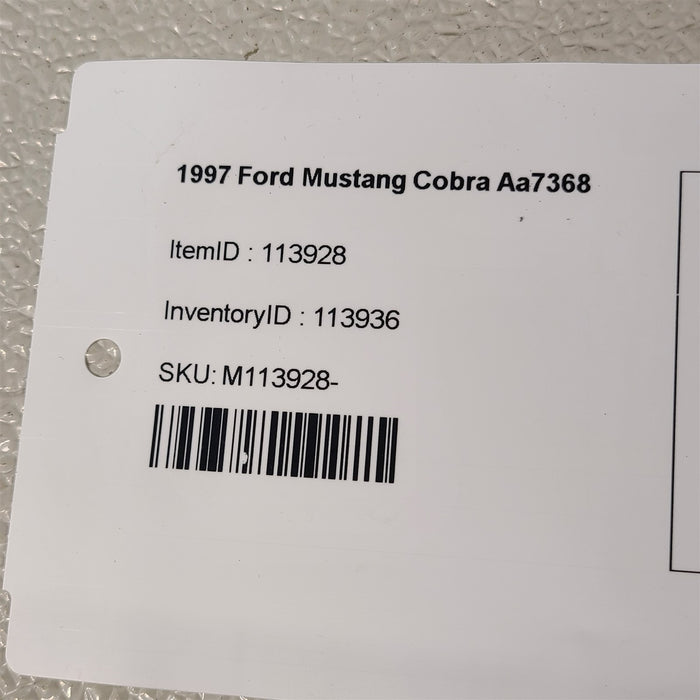 1997 Ford Mustang Cobra Aa7368
ItemID : 113928
InventoryID : 113936
SKU: M113928-